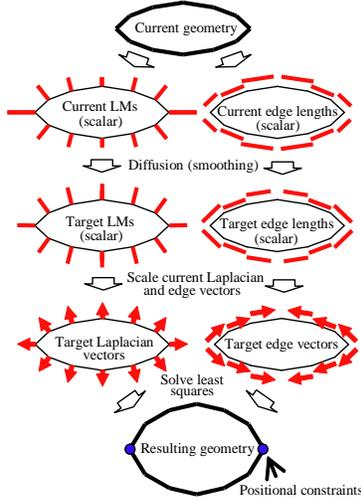 Current geometry
Current LMs
(scalar)
Current edge lengths
(scalar)
Diffusion (smoothing)
Target LMs
(scalar)
Target edge lengths
(scalar)
Scale current Laplacian
and edge vectors
Target Laplacian
vectors
Target edge vectors
Solve least
squares
Resulting geometry
Positional constraints